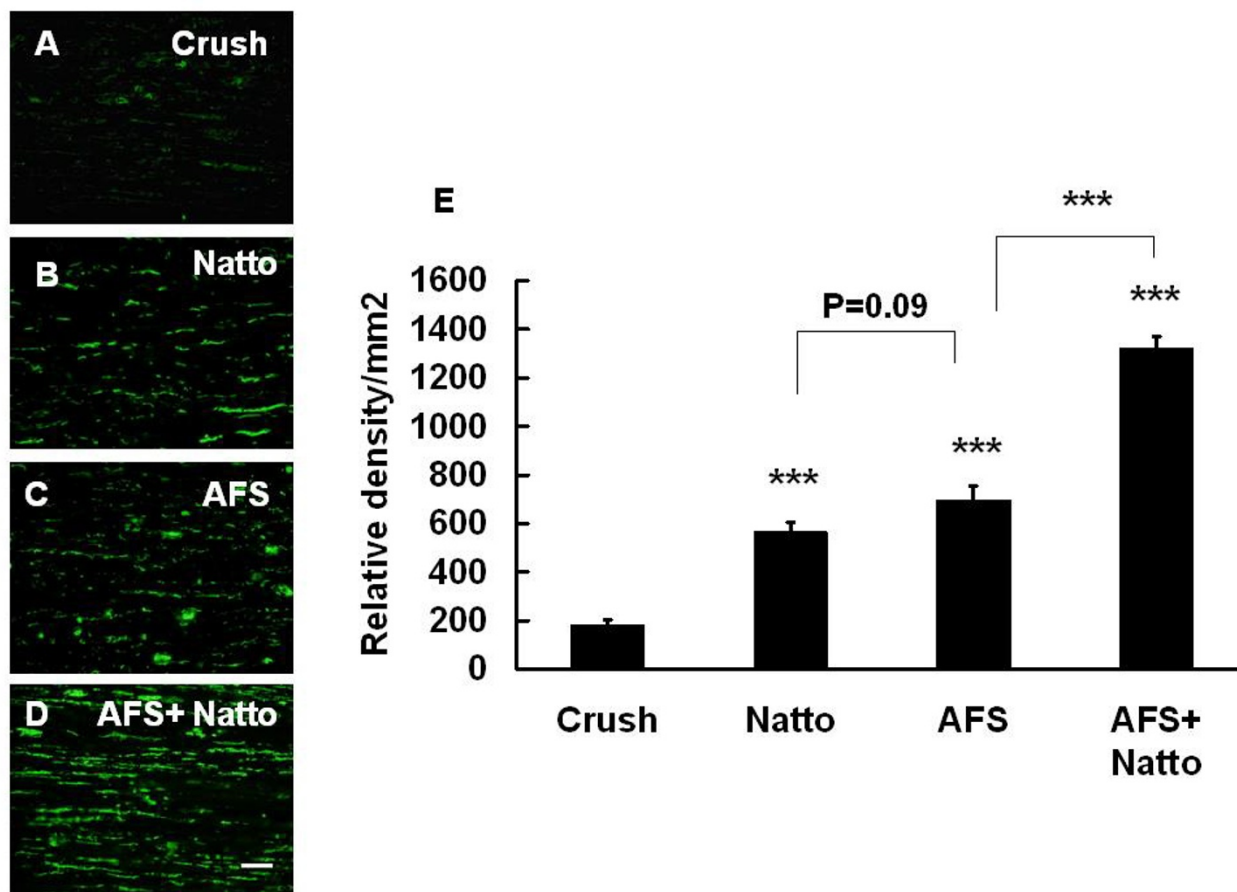 A Crush
B Natto
C AFS
D AFS+ Natto
E
***
P=0.09
***
***
***
Relative density/mm2
1600
1400
1200
1000
800
600
400
200
0
Crush Natto AFS AFS+
Natto